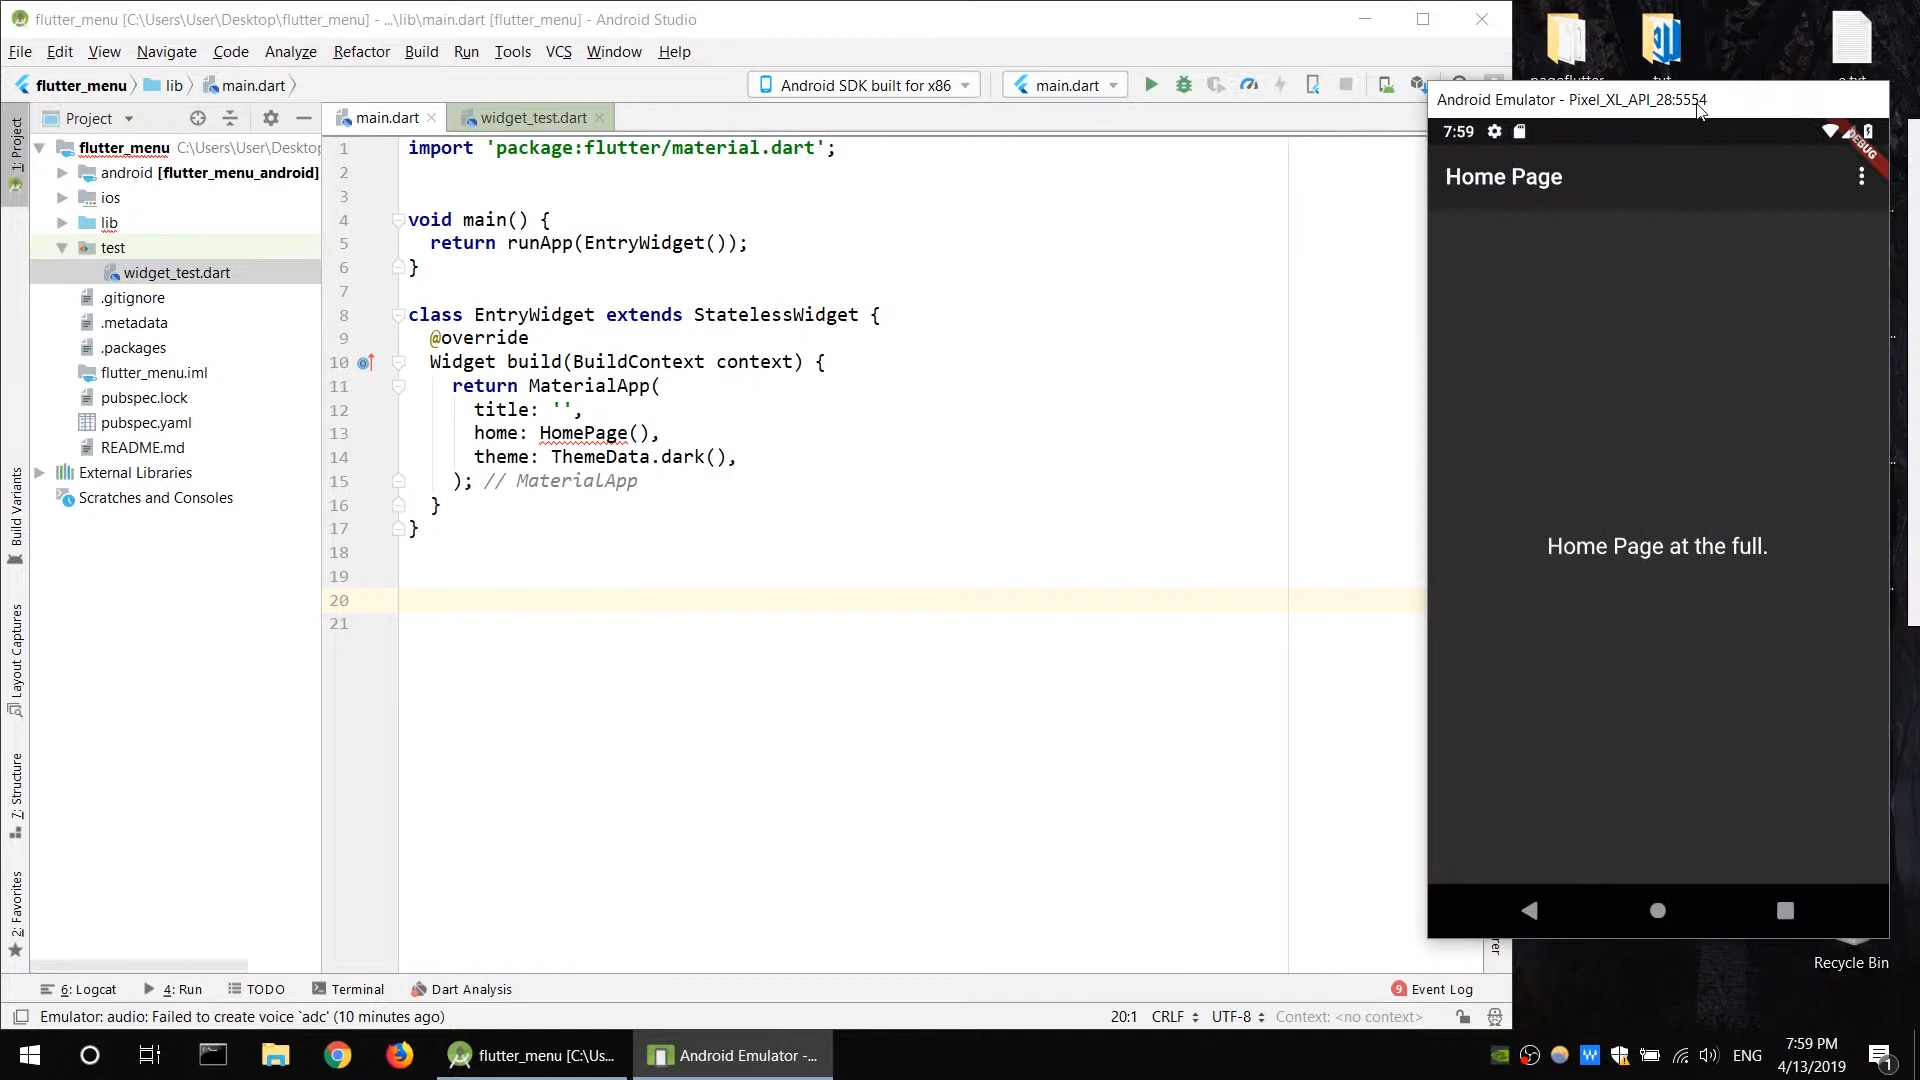 flutter_menu [C:\Users\User\Desktop\flutter_menu] - ...\lib\main.dart [flutter_menu] - Android Studio
File Edit View Navigate Code Analyze Refactor Build Run Tools VCS Window Help
flutter_menu lib main.dart Android SDK built for x86 main.dart
Project main.dart widget_test.dart
1: Project
Build Variants
Layout Captures
7: Structure
2: Favorites
flutter_menu C:\Users\User\Deskto
android [flutter_menu_android]
ios
lib
test
widget_test.dart
.gitignore
.metadata
.packages
flutter_menu.iml
pubspec.lock
pubspec.yaml
README.md
External Libraries
Scratches and Consoles
1 import 'package:flutter/material.dart';
2
3
4 void main() {
5 return runApp(EntryWidget());
6 }
7
8 class EntryWidget extends StatelessWidget {
9 @override
10 Widget build(BuildContext context) {
11 return MaterialApp(
12 title: '',
13 home: HomePage(),
14 theme: ThemeData.dark(),
15 ); // MaterialApp
16 }
17 }
18
19
20
21
Android Emulator - Pixel_XL_API_28:5554
7:59
DEBUG
Home Page
Home Page at the full.
Recycle Bin
6: Logcat 4: Run TODO Terminal Dart Analysis 9 Event Log
Emulator: audio: Failed to create voice `adc' (10 minutes ago) 20:1 CRLF UTF-8 Context: <no context>
flutter_menu [C:\Us... Android Emulator -... ENG 7:59 PM
4/13/2019
1